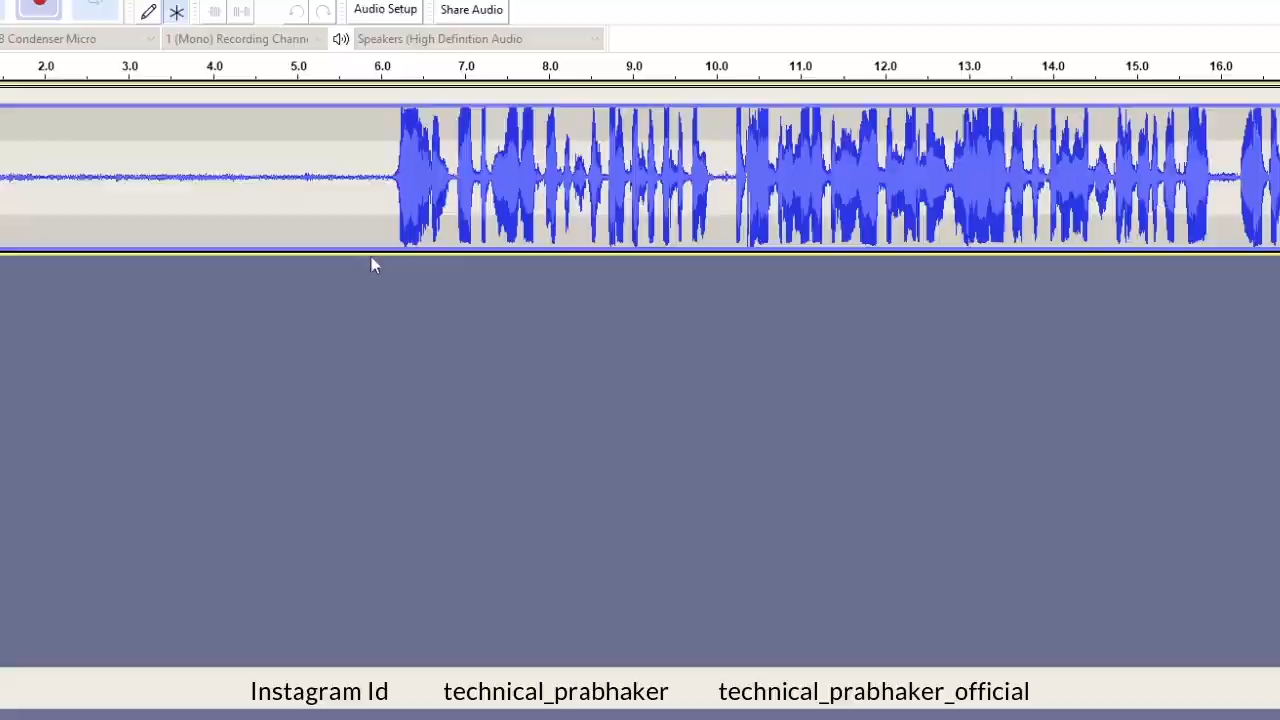 Audio Setup Share Audio
Condenser Micro 1 (Mono) Recording Chann Speakers (High Definition Audio
2.0 3.0 4.0 5.0 6.0 7.0 8.0 9.0 10.0 11.0 12.0 13.0 14.0 15.0 16.0
Instagram Id technical_prabhaker technical_prabhaker_official